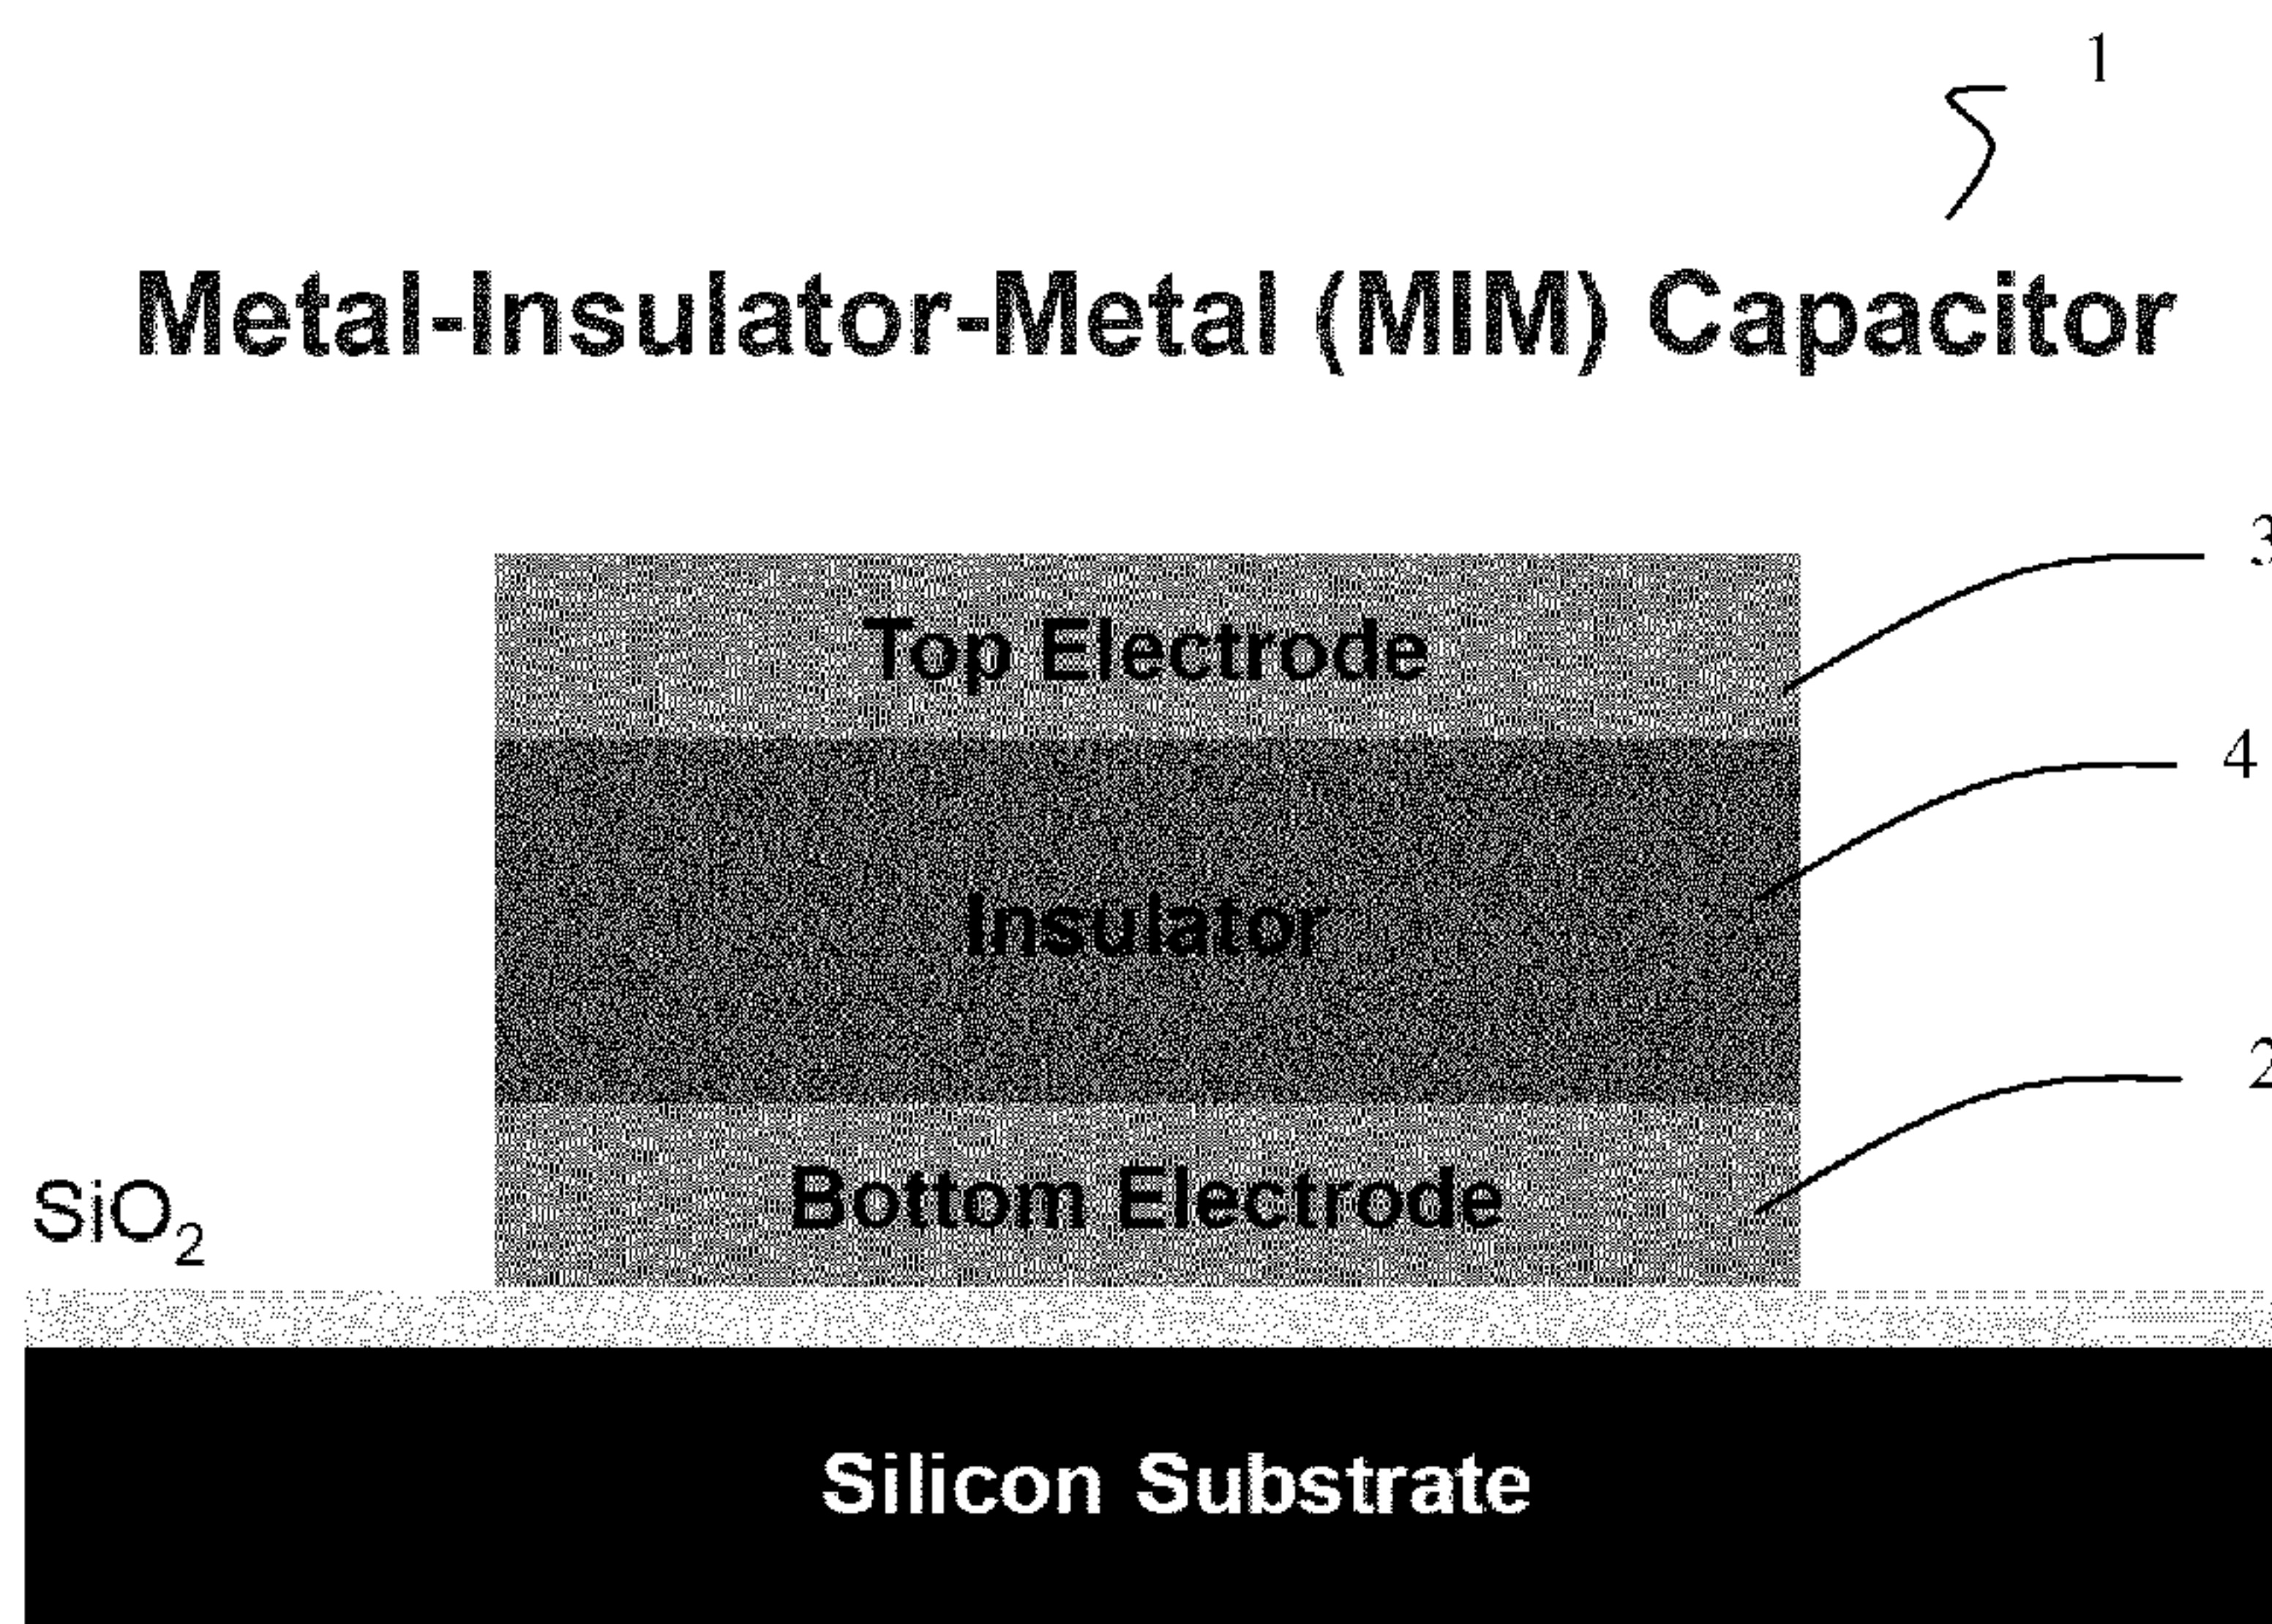 1
Metal-Insulator-Metal (MIM) Capacitor
3
Top Electrode
4
Insulator
2
Bottom Electrode
SiO₂
Silicon Substrate